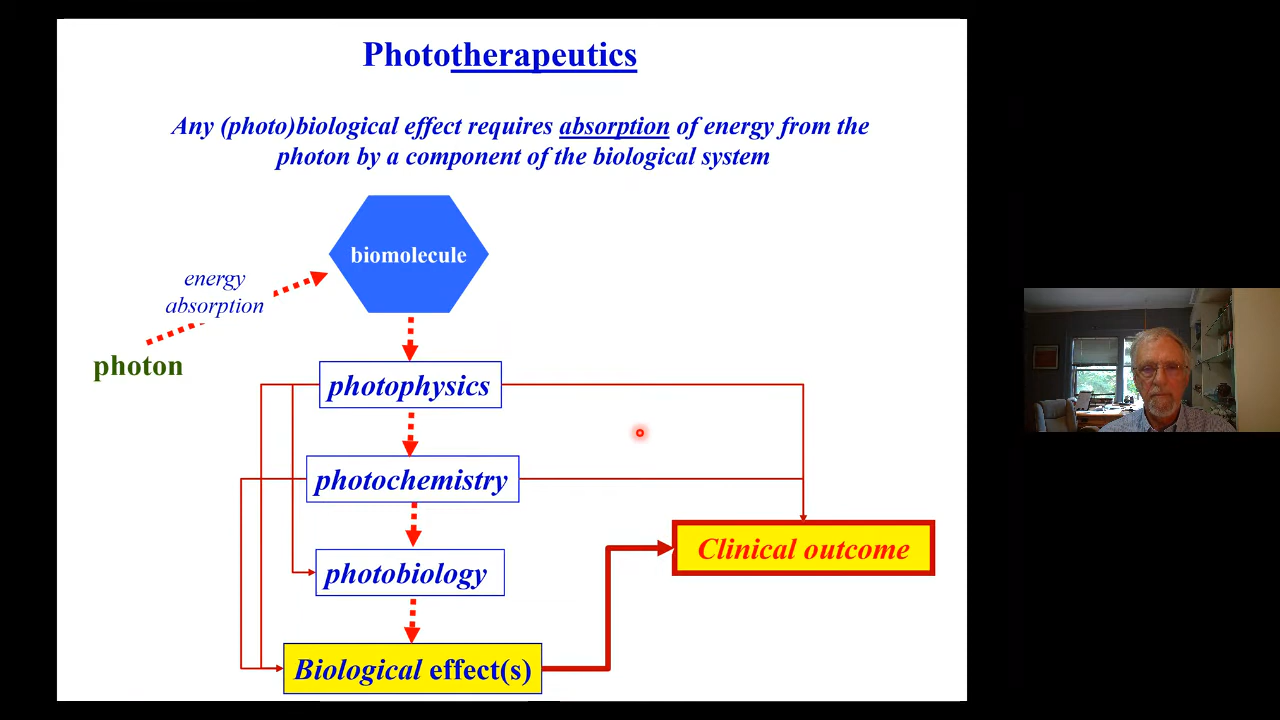 Phototherapeutics
Any (photo)biological effect requires absorption of energy from the
photon by a component of the biological system
biomolecule
energy
absorption
photon
photophysics
photochemistry
Clinical outcome
photobiology
Biological effect(s)